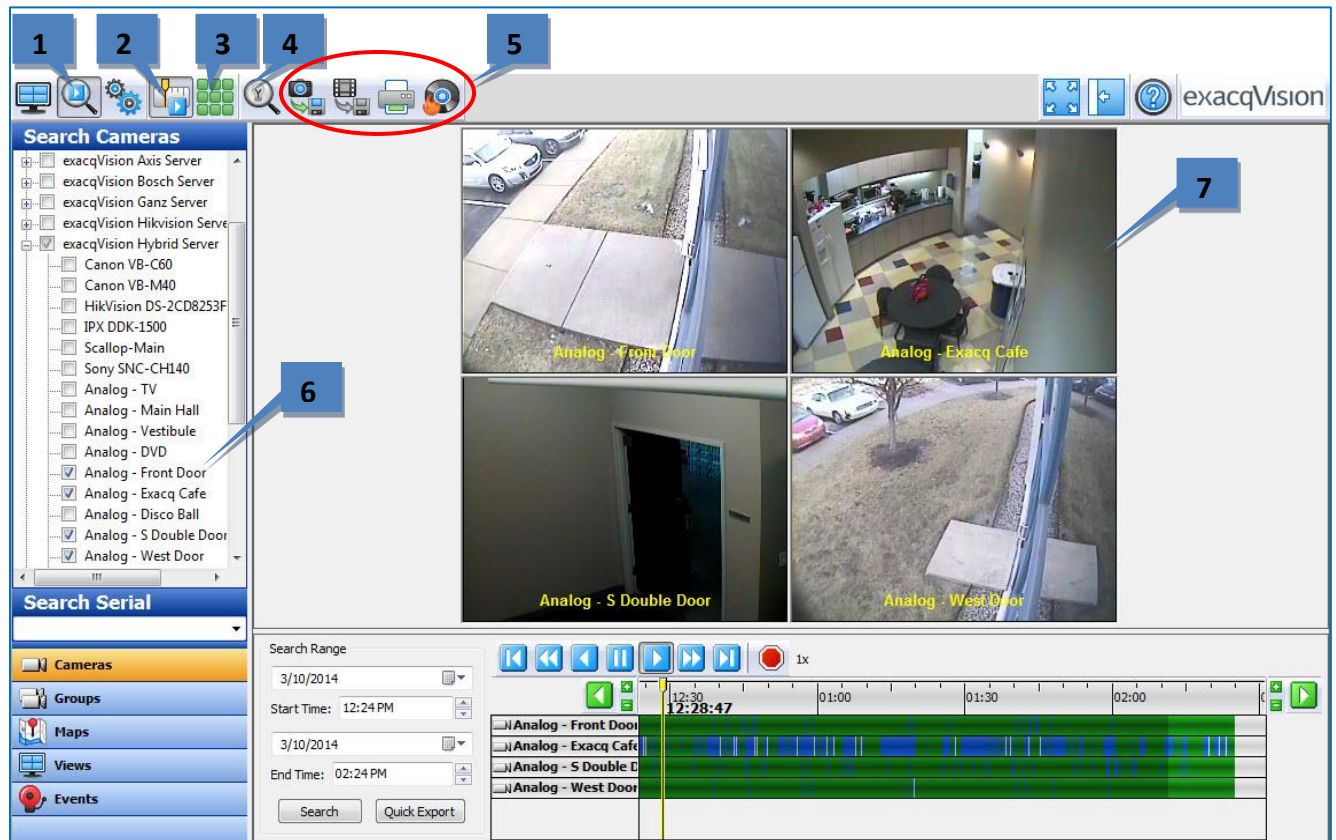 1
2
3
4
5
exacqVision
Search Cameras
exacqVision Axis Server
exacqVision Bosch Server
exacqVision Ganz Server
exacqVision Hikvision Serve
exacqVision Hybrid Server
Canon VB-C60
Canon VB-M40
HikVision DS-2CD8253F
IPX DDK-1500
Scallop-Main
Sony SNC-CH140
Analog - TV
Analog - Main Hall
Analog - Vestibule
Analog - DVD
Analog - Front Door
Analog - Exacq Cafe
Analog - Disco Ball
Analog - S Double Door
Analog - West Door
6
7
Analog - Front Door
Analog - Exacq Cafe
Analog - S Double Door
Analog - West Door
Search Serial
Cameras
Groups
Maps
Views
Events
Search Range
3/10/2014
Start Time: 12:24 PM
3/10/2014
End Time: 02:24 PM
Search
Quick Export
1x
12:30
01:00
01:30
02:00
12:28:47
Analog - Front Door
Analog - Exacq Cafe
Analog - S Double D
Analog - West Door